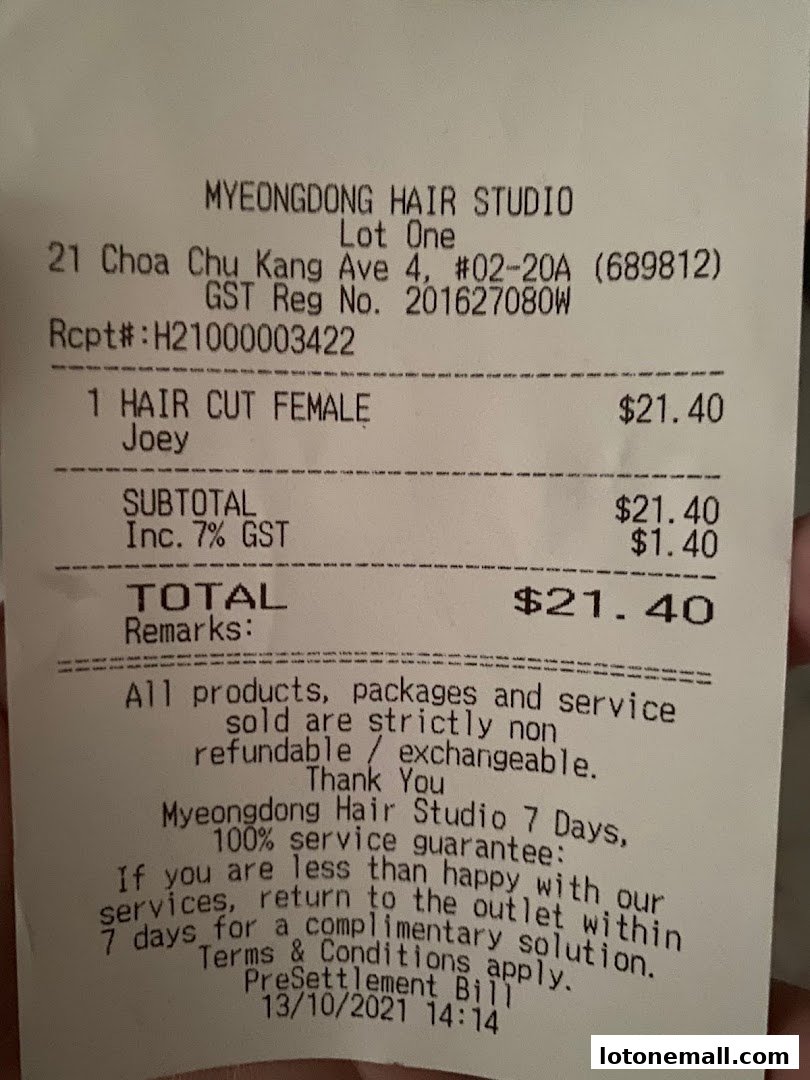 MYEONGDONG HAIR STUDIO
Lot One
21 Choa Chu Kang Ave 4, #02-20A (689812)
GST Reg No. 201627080W
Rcpt#:H21000003422
1 HAIR CUT FEMALE $21.40
Joey
SUBTOTAL $21.40
Inc. 7% GST $1.40
TOTAL $21.40
Remarks:
All products, packages and service
sold are strictly non
refundable / exchangeable.
Thank You
Myeongdong Hair Studio 7 Days,
100% service guarantee:
If you are less than happy with our
services, return to the outlet within
7 days for a complimentary solution.
Terms & Conditions apply.
PreSettlement Bill
13/10/2021 14:14
lotonemall.com